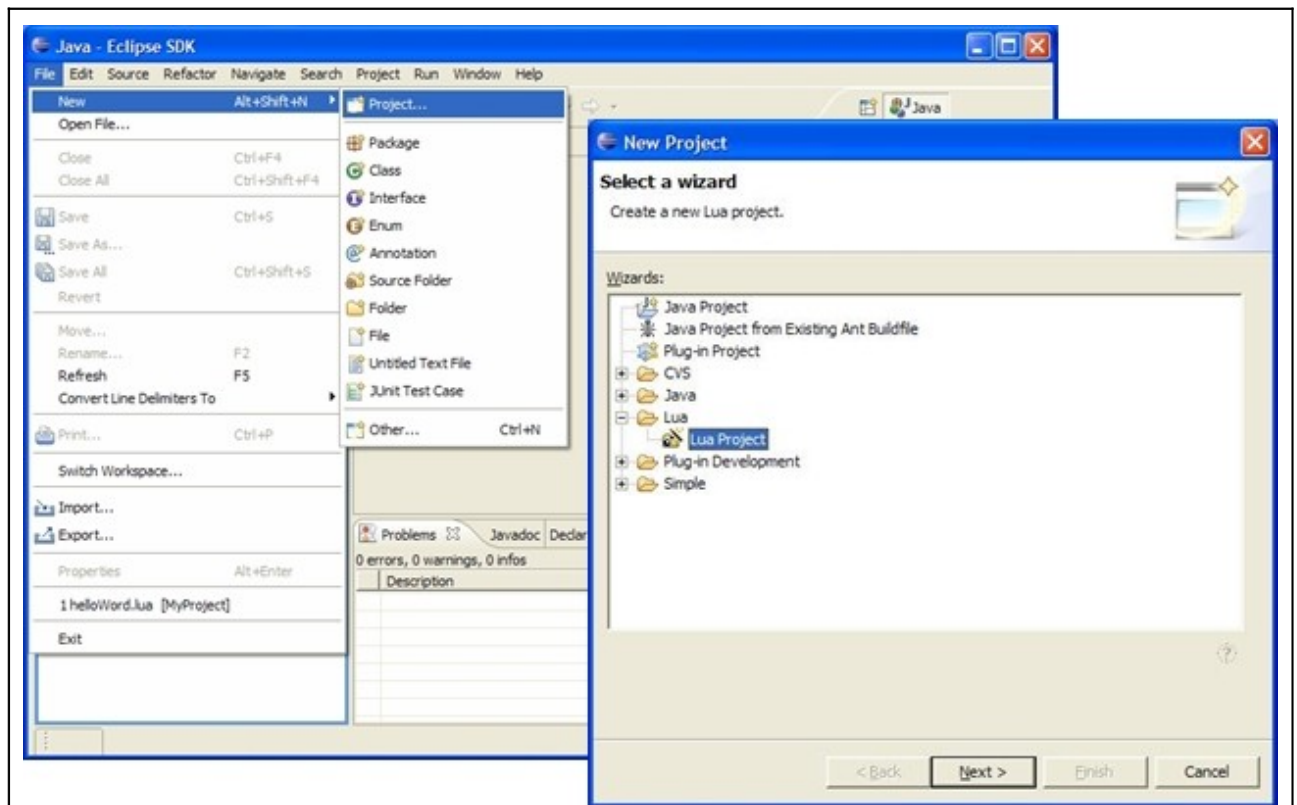 Java - Eclipse SDK
File Edit Source Refactor Navigate Search Project Run Window Help
New Alt+Shift+N
Open File...
Close Ctrl+F4
Close All Ctrl+Shift+F4
Save Ctrl+S
Save As...
Save All Ctrl+Shift+S
Revert
Move...
Rename... F2
Refresh F5
Convert Line Delimiters To
Print... Ctrl+P
Switch Workspace...
Import...
Export...
Properties Alt+Enter
1 helloWord.lua [MyProject]
Exit
Project...
Package
Class
Interface
Enum
Annotation
Source Folder
Folder
File
Untitled Text File
JUnit Test Case
Other... Ctrl+N
Java
Problems Javadoc Declar
0 errors, 0 warnings, 0 infos
Description
New Project
Select a wizard
Create a new Lua project.
Wizards:
Java Project
Java Project from Existing Ant Buildfile
Plug-in Project
CVS
Java
Lua
Lua Project
Plug-in Development
Simple
< Back Next > Finish Cancel